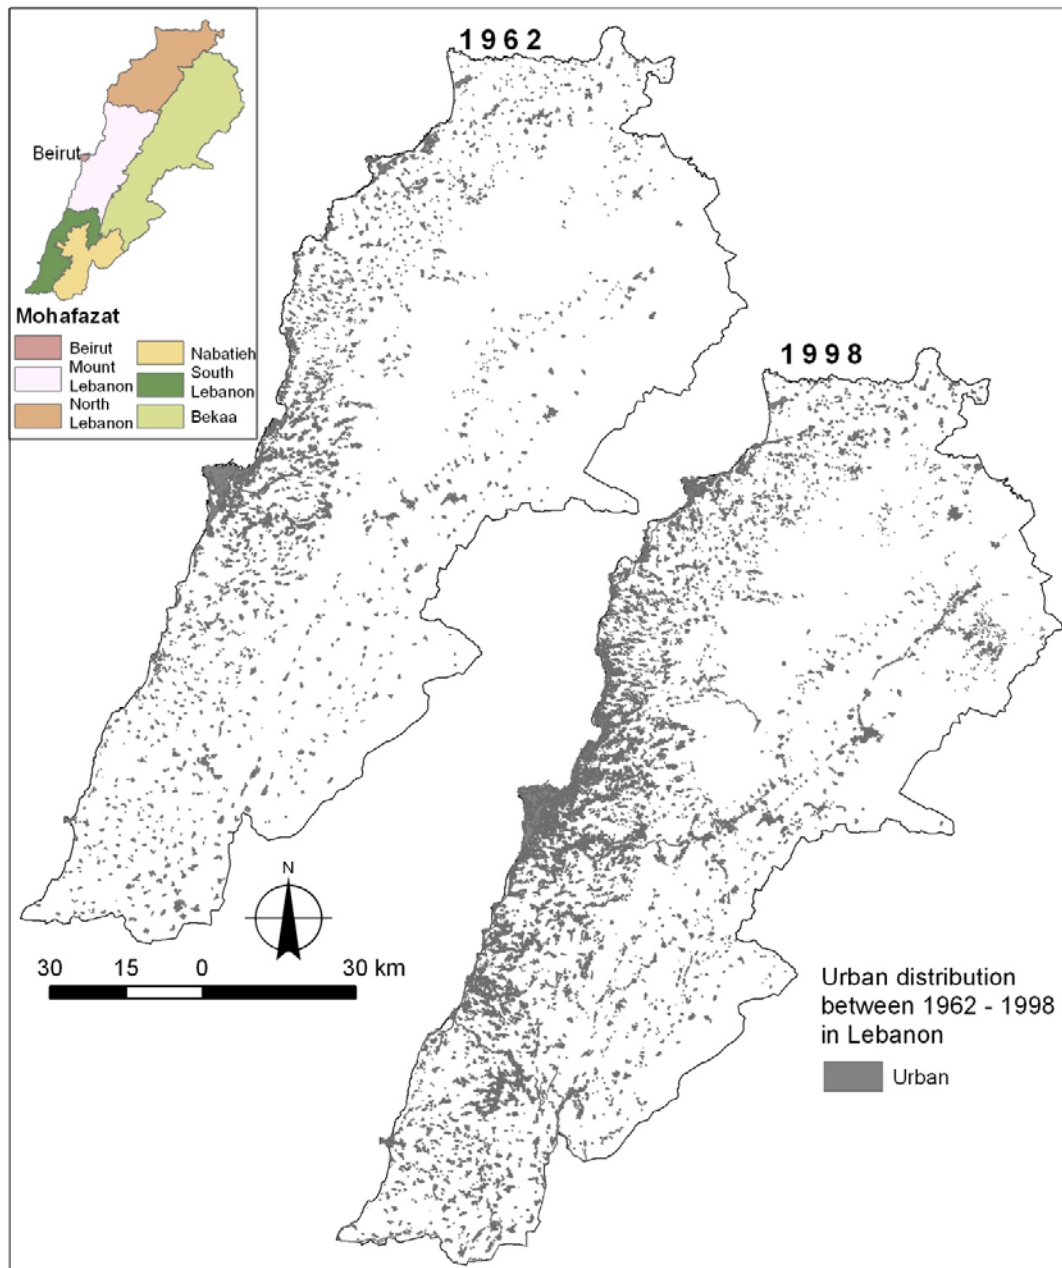 1962
Beirut
Mohafazat
Beirut
Mount
Lebanon
North
Lebanon
Nabatieh
South
Lebanon
Bekaa
1998
N
30 15 0 30 km
Urban distribution
between 1962 - 1998
in Lebanon
Urban